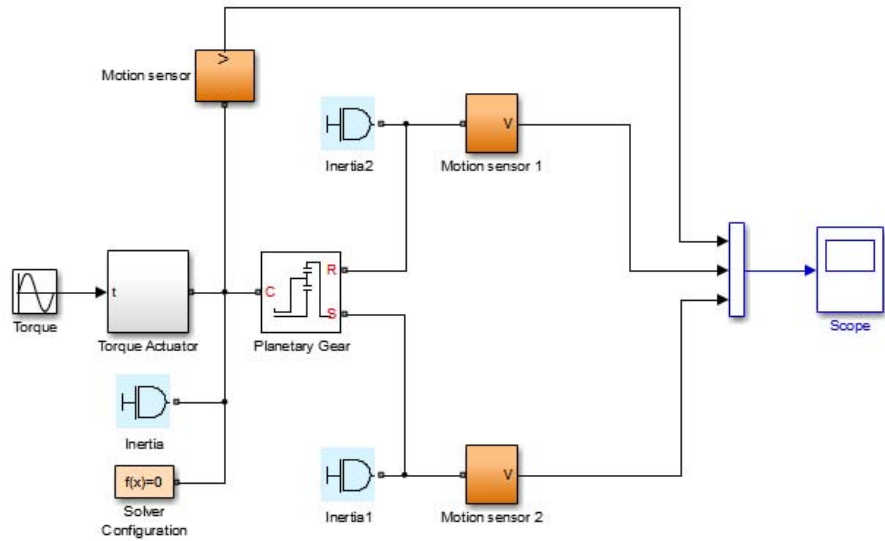 Motion sensor
>
Inertia2
V
Motion sensor 1
t
C
R
S
Torque
Torque Actuator
Planetary Gear
Scope
Inertia
f(x)=0
Solver
Configuration
Inertia1
V
Motion sensor 2